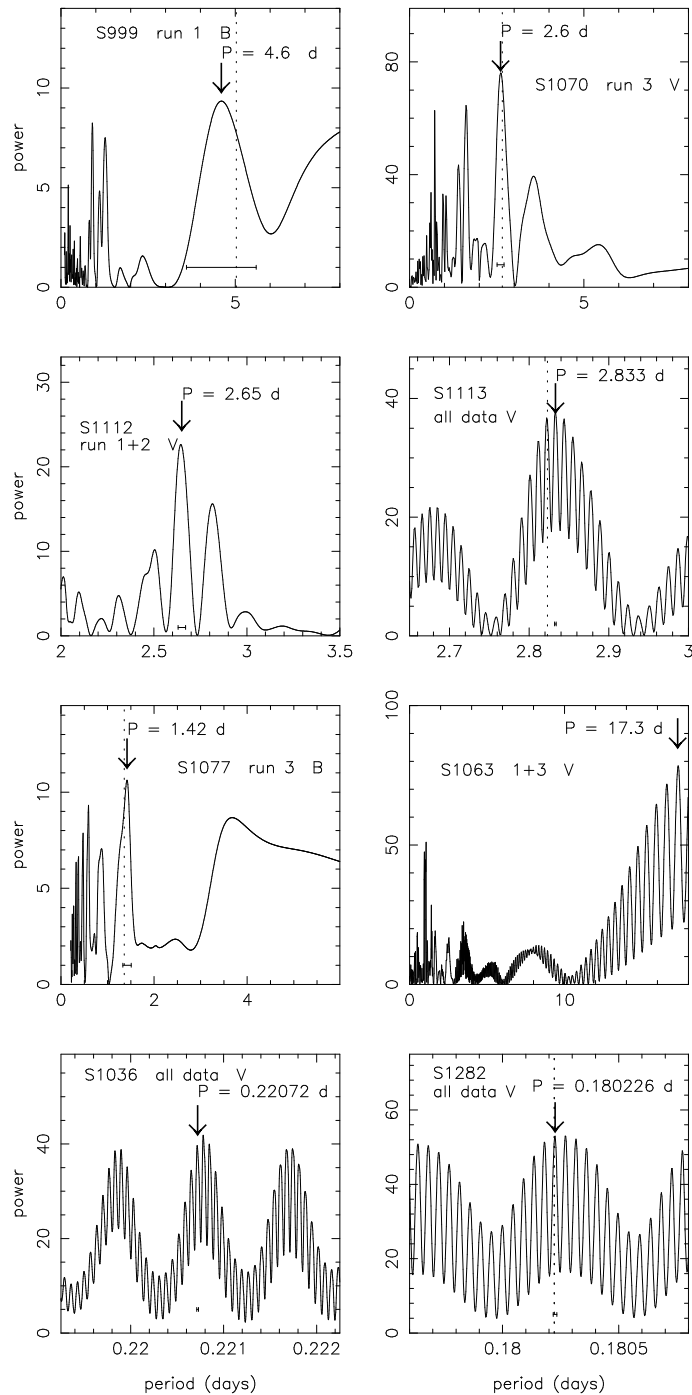 S999 run 1 B
P = 4.6 d
power
10
5
0
0
5
P = 2.6 d
S1070 run 3 V
80
40
0
0
5
P = 2.65 d
S1112
run 1+2 V
power
30
20
10
0
2
2.5
3
3.5
P = 2.833 d
S1113
all data V
40
20
0
2.7
2.8
2.9
3
P = 1.42 d
S1077 run 3 B
power
10
5
0
0
2
4
6
P = 17.3 d
S1063 1+3 V
100
50
0
0
10
S1036 all data V
P = 0.22072 d
power
40
20
0
0.22
0.221
0.222
period (days)
S1282
all data V
P = 0.180226 d
60
40
20
0
0.18
0.1805
period (days)